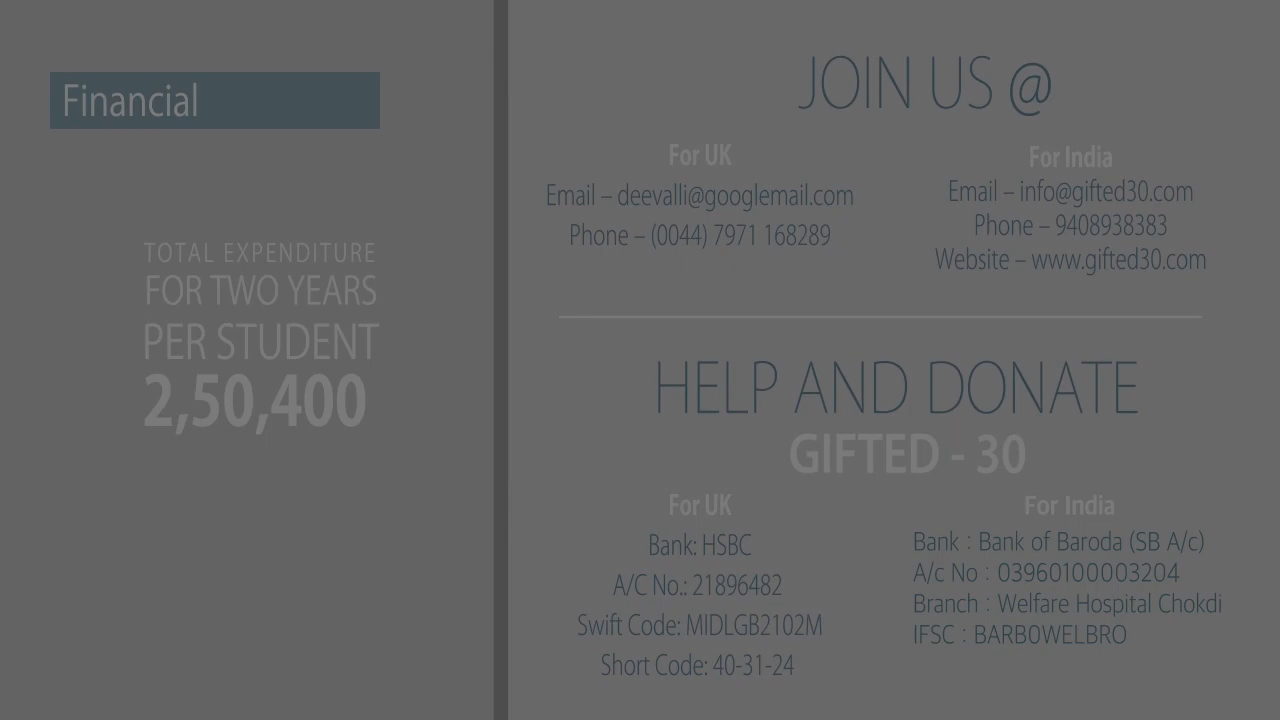 Financial
TOTAL EXPENDITURE
FOR TWO YEARS
PER STUDENT
2,50,400
JOIN US @
For UK
Email – deevalli@googlemail.com
Phone – (0044) 7971 168289
For India
Email – info@gifted30.com
Phone – 9408938383
Website – www.gifted30.com
HELP AND DONATE
GIFTED - 30
For UK
Bank: HSBC
A/C No.: 21896482
Swift Code: MIDLGB2102M
Short Code: 40-31-24
For India
Bank : Bank of Baroda (SB A/c)
A/c No : 03960100003204
Branch : Welfare Hospital Chokdi
IFSC : BARB0WELBRO